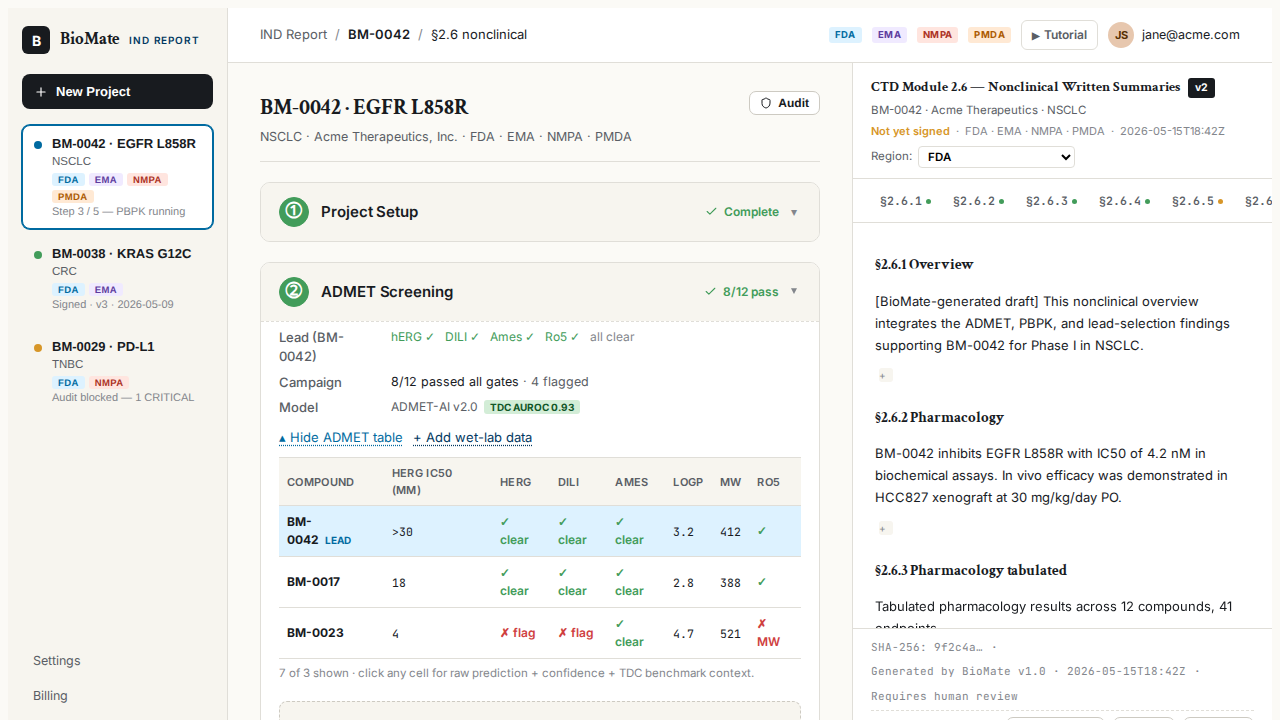 B BioMate IND REPORT
+ New Project
BM-0042 · EGFR L858R
NSCLC
FDA EMA NMPA
PMDA
Step 3 / 5 — PBPK running
BM-0038 · KRAS G12C
CRC
FDA EMA
Signed · v3 · 2026-05-09
BM-0029 · PD-L1
TNBC
FDA NMPA
Audit blocked — 1 CRITICAL
Settings
Billing
IND Report / BM-0042 / §2.6 nonclinical
FDA EMA NMPA PMDA ▶ Tutorial JS jane@acme.com
BM-0042 · EGFR L858R
Audit
NSCLC · Acme Therapeutics, Inc. · FDA · EMA · NMPA · PMDA
① Project Setup ✓ Complete ▼
② ADMET Screening ✓ 8/12 pass ▼
Lead (BM-
0042) hERG ✓ DILI ✓ Ames ✓ Ro5 ✓ all clear
Campaign 8/12 passed all gates · 4 flagged
Model ADMET-AI v2.0 TDC AUROC 0.93
▴ Hide ADMET table + Add wet-lab data
COMPOUND HERG IC50
(MM) HERG DILI AMES LOGP MW RO5
BM-
0042 LEAD >30 ✓
clear ✓
clear ✓
clear 3.2 412 ✓
BM-0017 18 ✓
clear ✓
clear ✓
clear 2.8 388 ✓
BM-0023 4 ✗ flag ✗ flag ✓
clear 4.7 521 ✗
MW
7 of 3 shown · click any cell for raw prediction + confidence + TDC benchmark context.
CTD Module 2.6 — Nonclinical Written Summaries v2
BM-0042 · Acme Therapeutics · NSCLC
Not yet signed · FDA · EMA · NMPA · PMDA · 2026-05-15T18:42Z
Region: FDA
§2.6.1 §2.6.2 §2.6.3 §2.6.4 §2.6.5 §2.6
§2.6.1 Overview
[BioMate-generated draft] This nonclinical overview
integrates the ADMET, PBPK, and lead-selection findings
supporting BM-0042 for Phase I in NSCLC.
+
§2.6.2 Pharmacology
BM-0042 inhibits EGFR L858R with IC50 of 4.2 nM in
biochemical assays. In vivo efficacy was demonstrated in
HCC827 xenograft at 30 mg/kg/day PO.
+
§2.6.3 Pharmacology tabulated
Tabulated pharmacology results across 12 compounds, 41
endpoints
SHA-256: 9f2c4a… ·
Generated by BioMate v1.0 · 2026-05-15T18:42Z ·
Requires human review